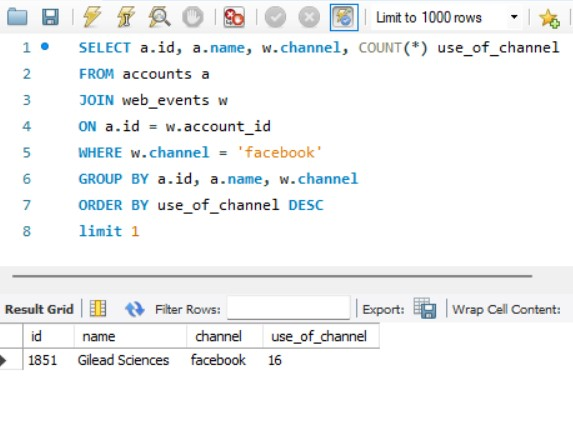 Limit to 1000 rows
1 SELECT a.id, a.name, w.channel, COUNT(*) use_of_channel
2 FROM accounts a
3 JOIN web_events w
4 ON a.id = w.account_id
5 WHERE w.channel = 'facebook'
6 GROUP BY a.id, a.name, w.channel
7 ORDER BY use_of_channel DESC
8 limit 1
Result Grid Filter Rows: Export: Wrap Cell Content:
id name channel use_of_channel
1851 Gilead Sciences facebook 16